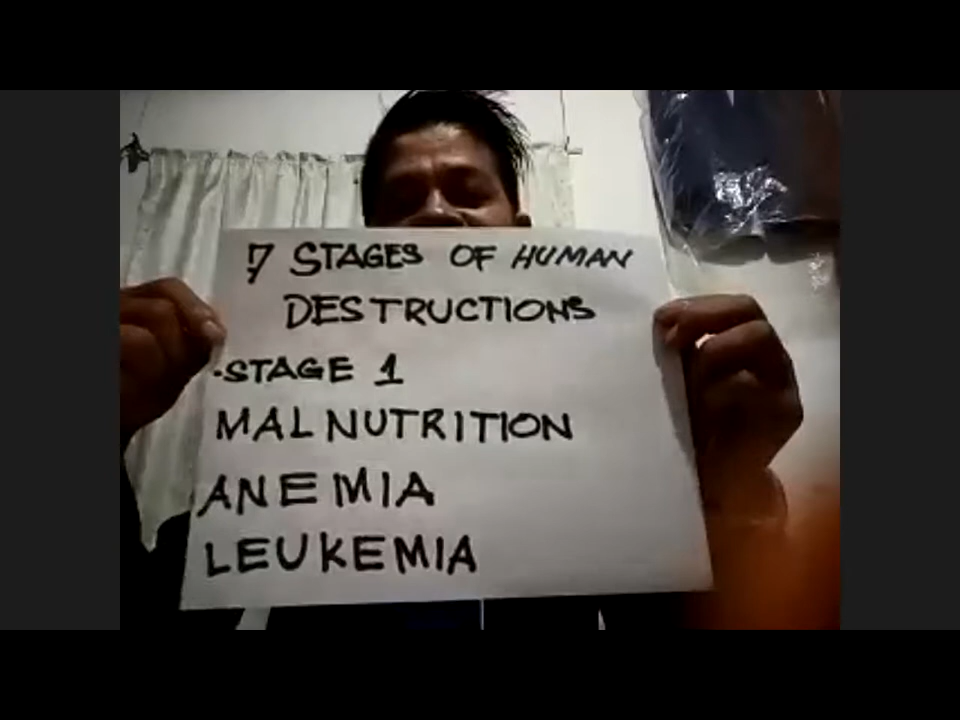 7 STAGES OF HUMAN
DESTRUCTIONS
·STAGE 1
MALNUTRITION
ANEMIA
LEUKEMIA